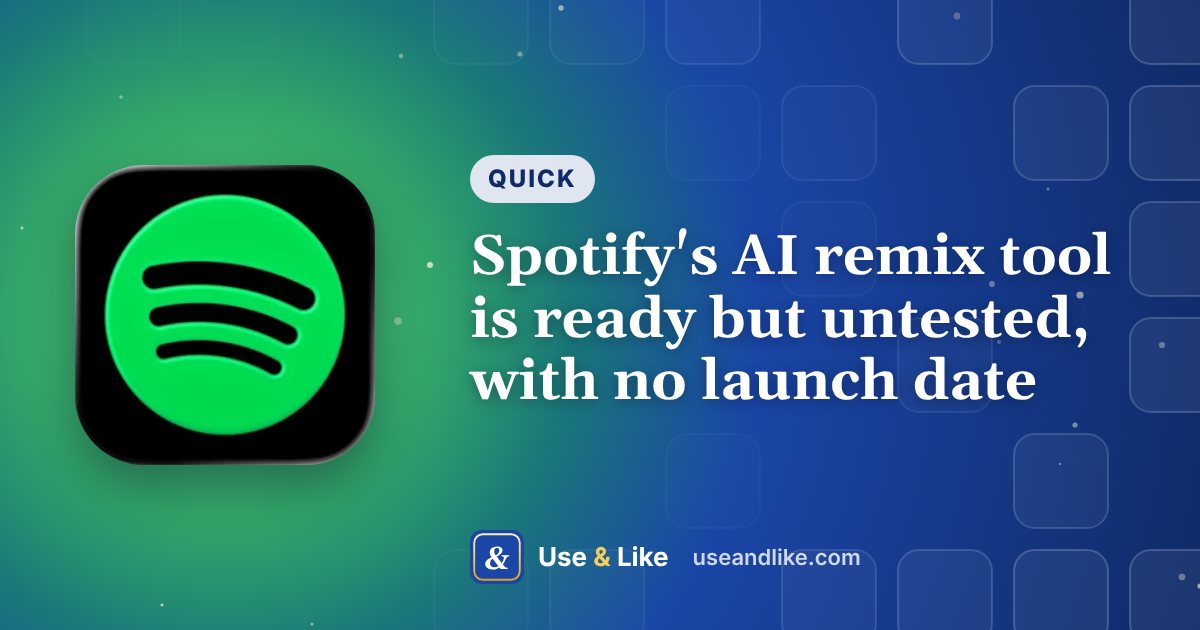 QUICK
Spotify's AI remix tool
is ready but untested,
with no launch date
& Use & Like useandlike.com